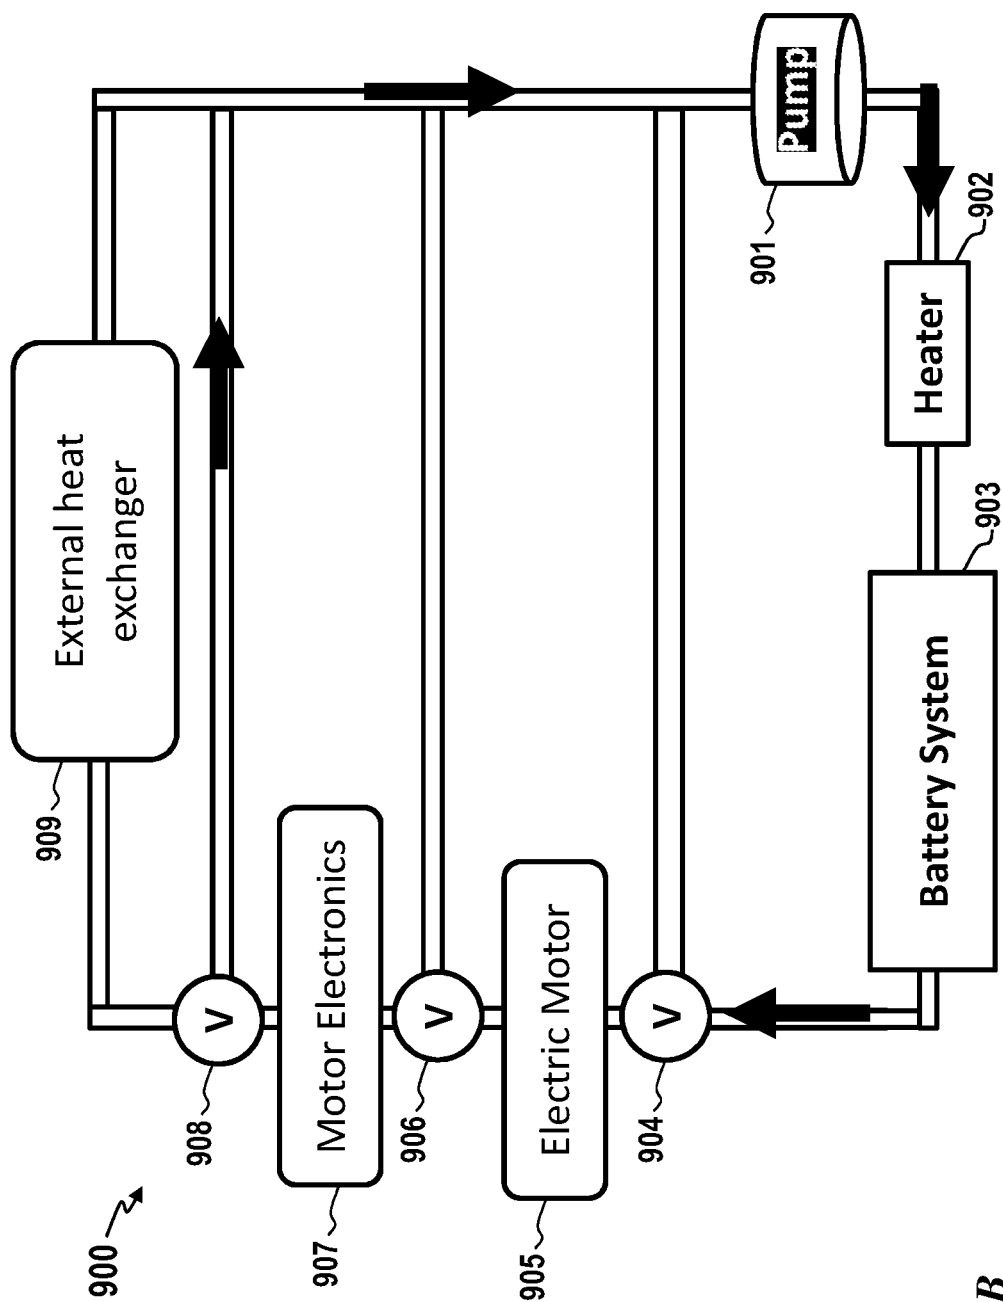 900
909
External heat
exchanger
908
V
907
Motor Electronics
906
V
905
Electric Motor
904
V
903
Battery System
902
Heater
901
Pump
B